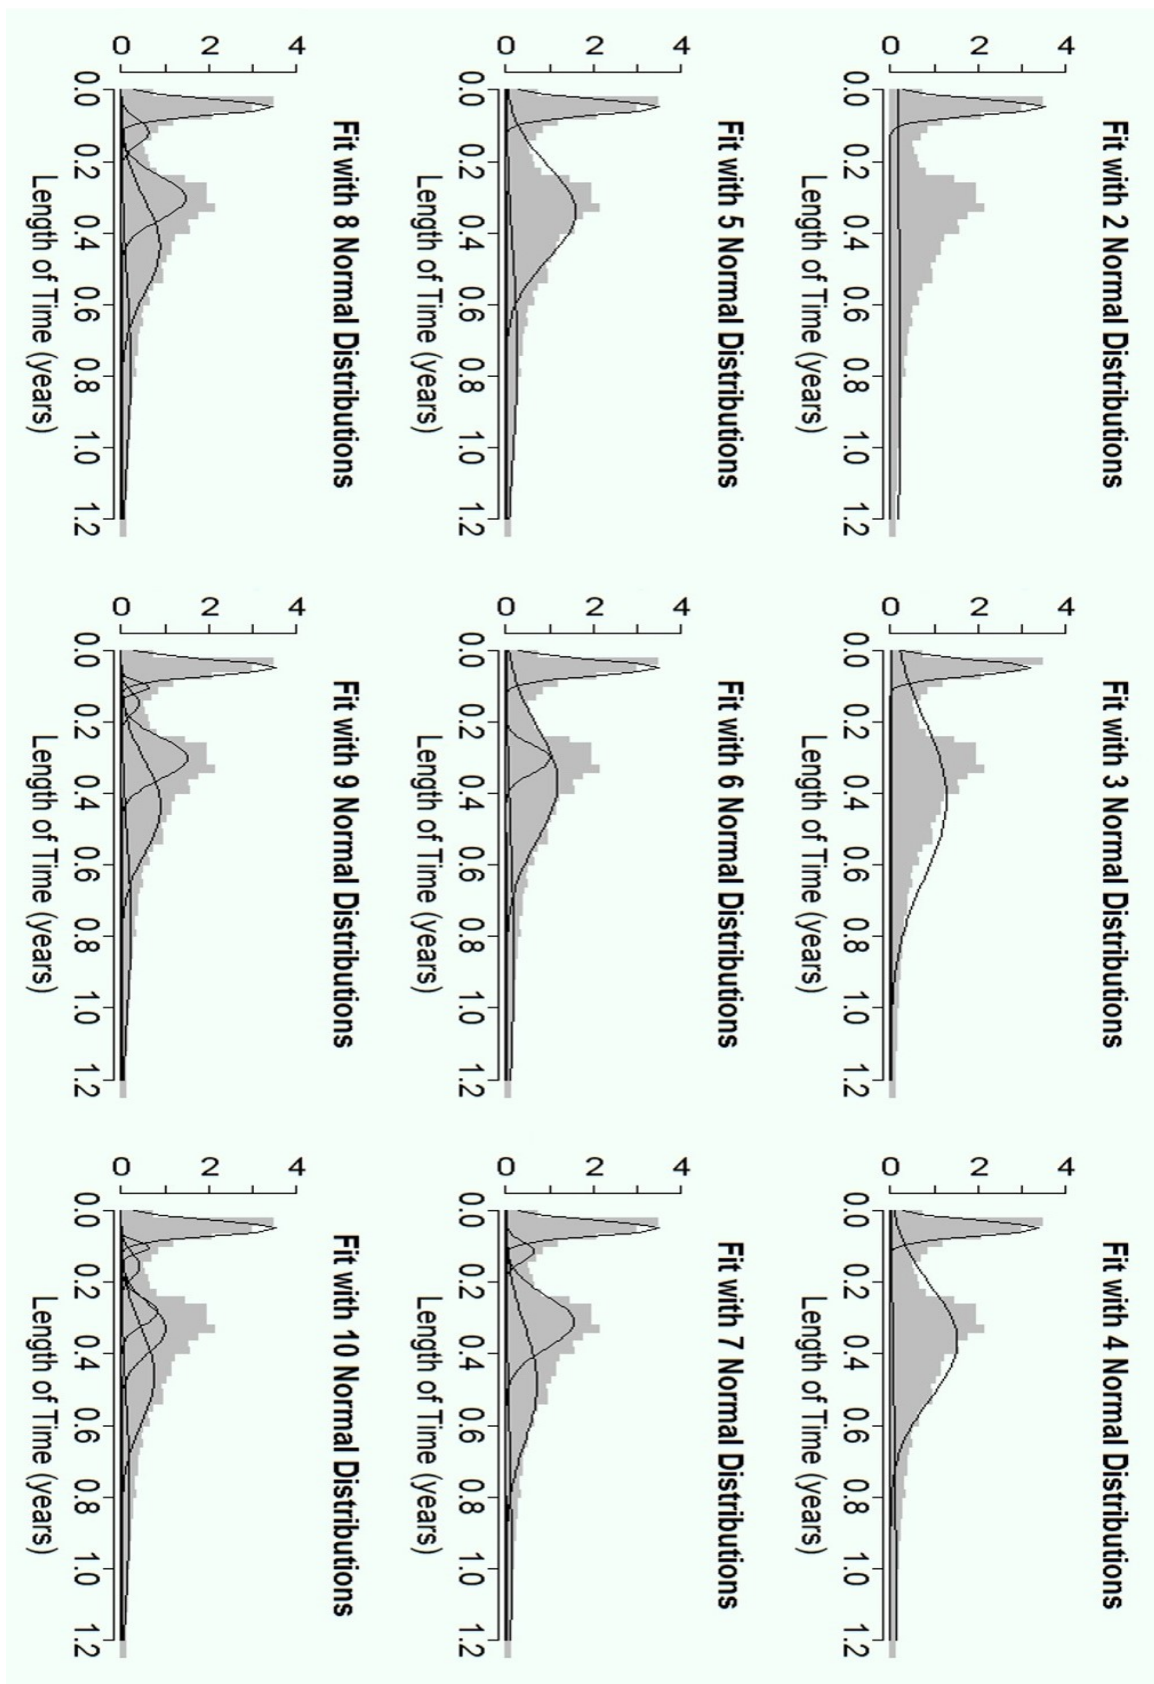 Fit with 2 Normal Distributions
0 2 4
0.0 0.2 0.4 0.6 0.8 1.0 1.2
Length of Time (years)
Fit with 3 Normal Distributions
0 2 4
0.0 0.2 0.4 0.6 0.8 1.0 1.2
Length of Time (years)
Fit with 4 Normal Distributions
0 2 4
0.0 0.2 0.4 0.6 0.8 1.0 1.2
Length of Time (years)
Fit with 5 Normal Distributions
0 2 4
0.0 0.2 0.4 0.6 0.8 1.0 1.2
Length of Time (years)
Fit with 6 Normal Distributions
0 2 4
0.0 0.2 0.4 0.6 0.8 1.0 1.2
Length of Time (years)
Fit with 7 Normal Distributions
0 2 4
0.0 0.2 0.4 0.6 0.8 1.0 1.2
Length of Time (years)
Fit with 8 Normal Distributions
0 2 4
0.0 0.2 0.4 0.6 0.8 1.0 1.2
Length of Time (years)
Fit with 9 Normal Distributions
0 2 4
0.0 0.2 0.4 0.6 0.8 1.0 1.2
Length of Time (years)
Fit with 10 Normal Distributions
0 2 4
0.0 0.2 0.4 0.6 0.8 1.0 1.2
Length of Time (years)